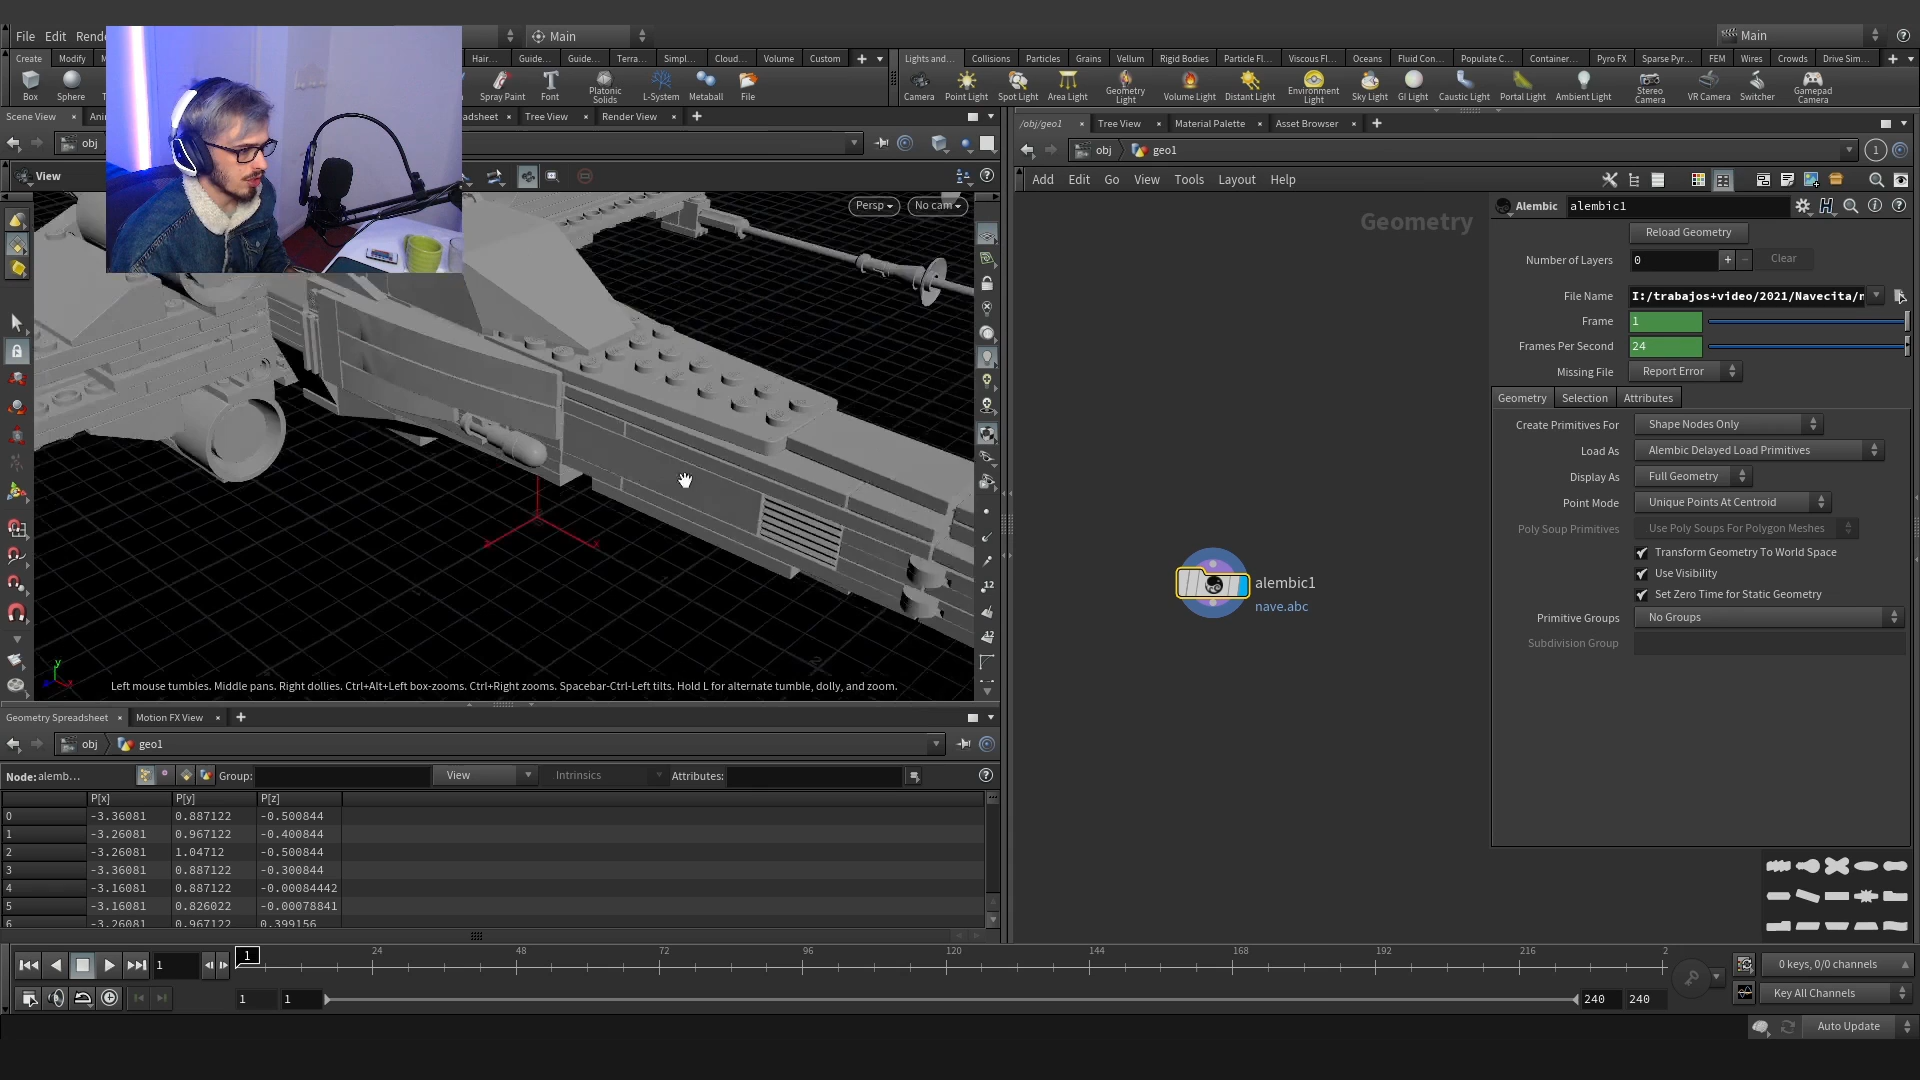 File Edit Rende
Main
Main
Create Modify M
Hair... Guide... Guide... Terra... Simpl... Cloud... Volume Custom
Lights and... Collisions Particles Grains Vellum Rigid Bodies Particle Fl... Viscous Fl... Oceans Fluid Con... Populate C... Container... Pyro FX Sparse Pyr... FEM Wires Crowds Drive Sim...
Box Sphere T
Spray Paint Font Platonic Solids L-System Metaball File
Camera Point Light Spot Light Area Light Geometry Light Volume Light Distant Light Environment Light Sky Light GI Light Caustic Light Portal Light Ambient Light Stereo Camera VR Camera Switcher Gamepad Camera
Scene View Ani
adsheet Tree View Render View
/obj/geo1 Tree View Material Palette Asset Browser
obj
obj geo1 1
View
Add Edit Go View Tools Layout Help
Persp No cam
Geometry
Alembic alembic1
Reload Geometry
Number of Layers 0 Clear
File Name I:/trabajos+video/2021/Navecita/n
Frame 1
Frames Per Second 24
Missing File Report Error
Geometry Selection Attributes
Create Primitives For Shape Nodes Only
Load As Alembic Delayed Load Primitives
Display As Full Geometry
Point Mode Unique Points At Centroid
Poly Soup Primitives Use Poly Soups For Polygon Meshes
Transform Geometry To World Space
Use Visibility
Set Zero Time for Static Geometry
Primitive Groups No Groups
Subdivision Group
alembic1
nave.abc
12
12
y
Left mouse tumbles. Middle pans. Right dollies. Ctrl+Alt+Left box-zooms. Ctrl+Right zooms. Spacebar-Ctrl-Left tilts. Hold L for alternate tumble, dolly, and zoom.
Geometry Spreadsheet Motion FX View
obj geo1
Node: alemb... Group: View Intrinsics Attributes:
P[x] P[y] P[z]
0 -3.36081 0.887122 -0.500844
1 -3.26081 0.967122 -0.400844
2 -3.26081 1.04712 -0.500844
3 -3.36081 0.887122 -0.300844
4 -3.16081 0.887122 -0.00084442
5 -3.16081 0.826022 -0.00078841
6 -3.26081 0.967122 0.399156
1 1 24 48 72 96 120 144 168 192 216 2
0 keys, 0/0 channels
1 1 240 240
Key All Channels
Auto Update